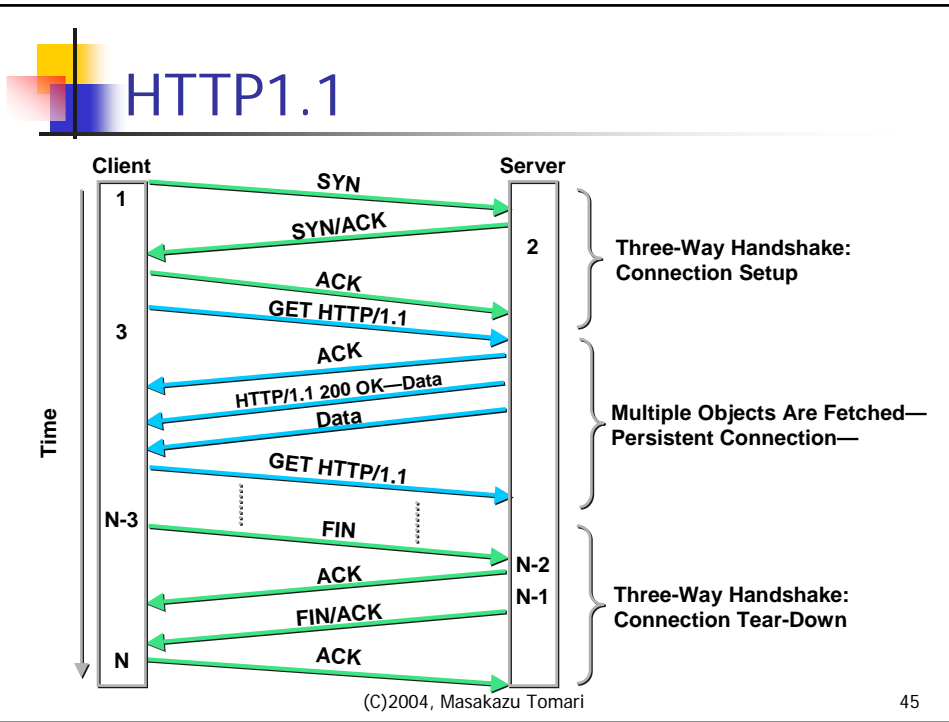 HTTP1.1
Client
Server
1
SYN
SYN/ACK
2
Three-Way Handshake:
Connection Setup
ACK
GET HTTP/1.1
3
ACK
HTTP/1.1 200 OK—Data
Data
Multiple Objects Are Fetched—
Persistent Connection—
Time
GET HTTP/1.1
N-3
FIN
N-2
ACK
N-1
Three-Way Handshake:
Connection Tear-Down
FIN/ACK
N
ACK
(C)2004, Masakazu Tomari
45